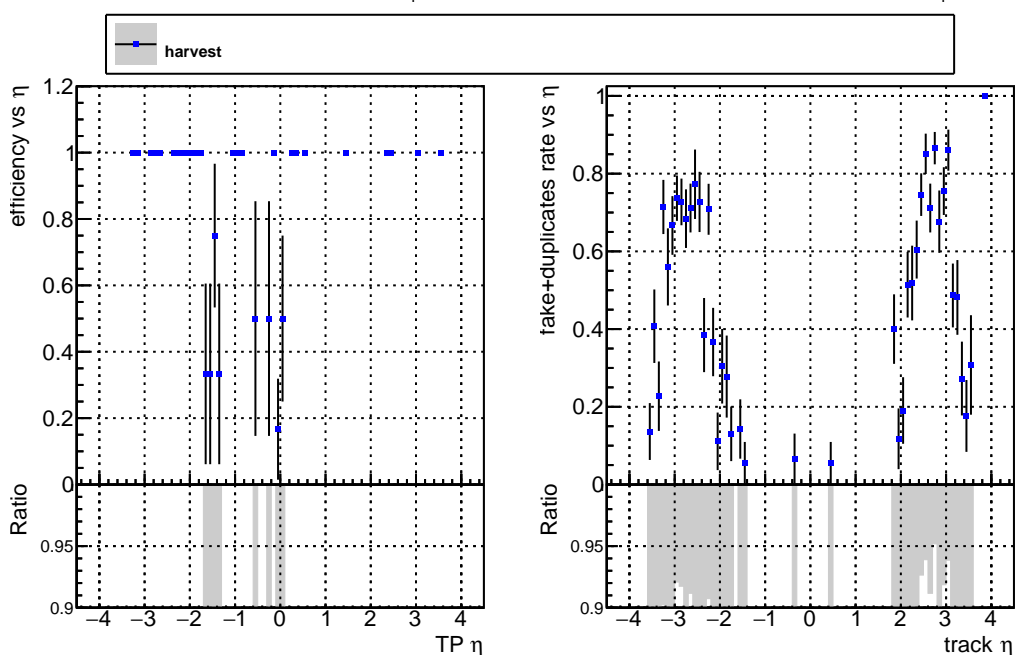 harvest
efficiency vs η
1.2
1
0.8
0.6
0.4
0.2
0
Ratio
0.95
0.9
−4 −3 −2 −1 0 1 2 3 4
TP η
fake+duplicates rate vs η
1
0.8
0.6
0.4
0.2
0
Ratio
0.95
0.9
−4 −3 −2 −1 0 1 2 3 4
track η